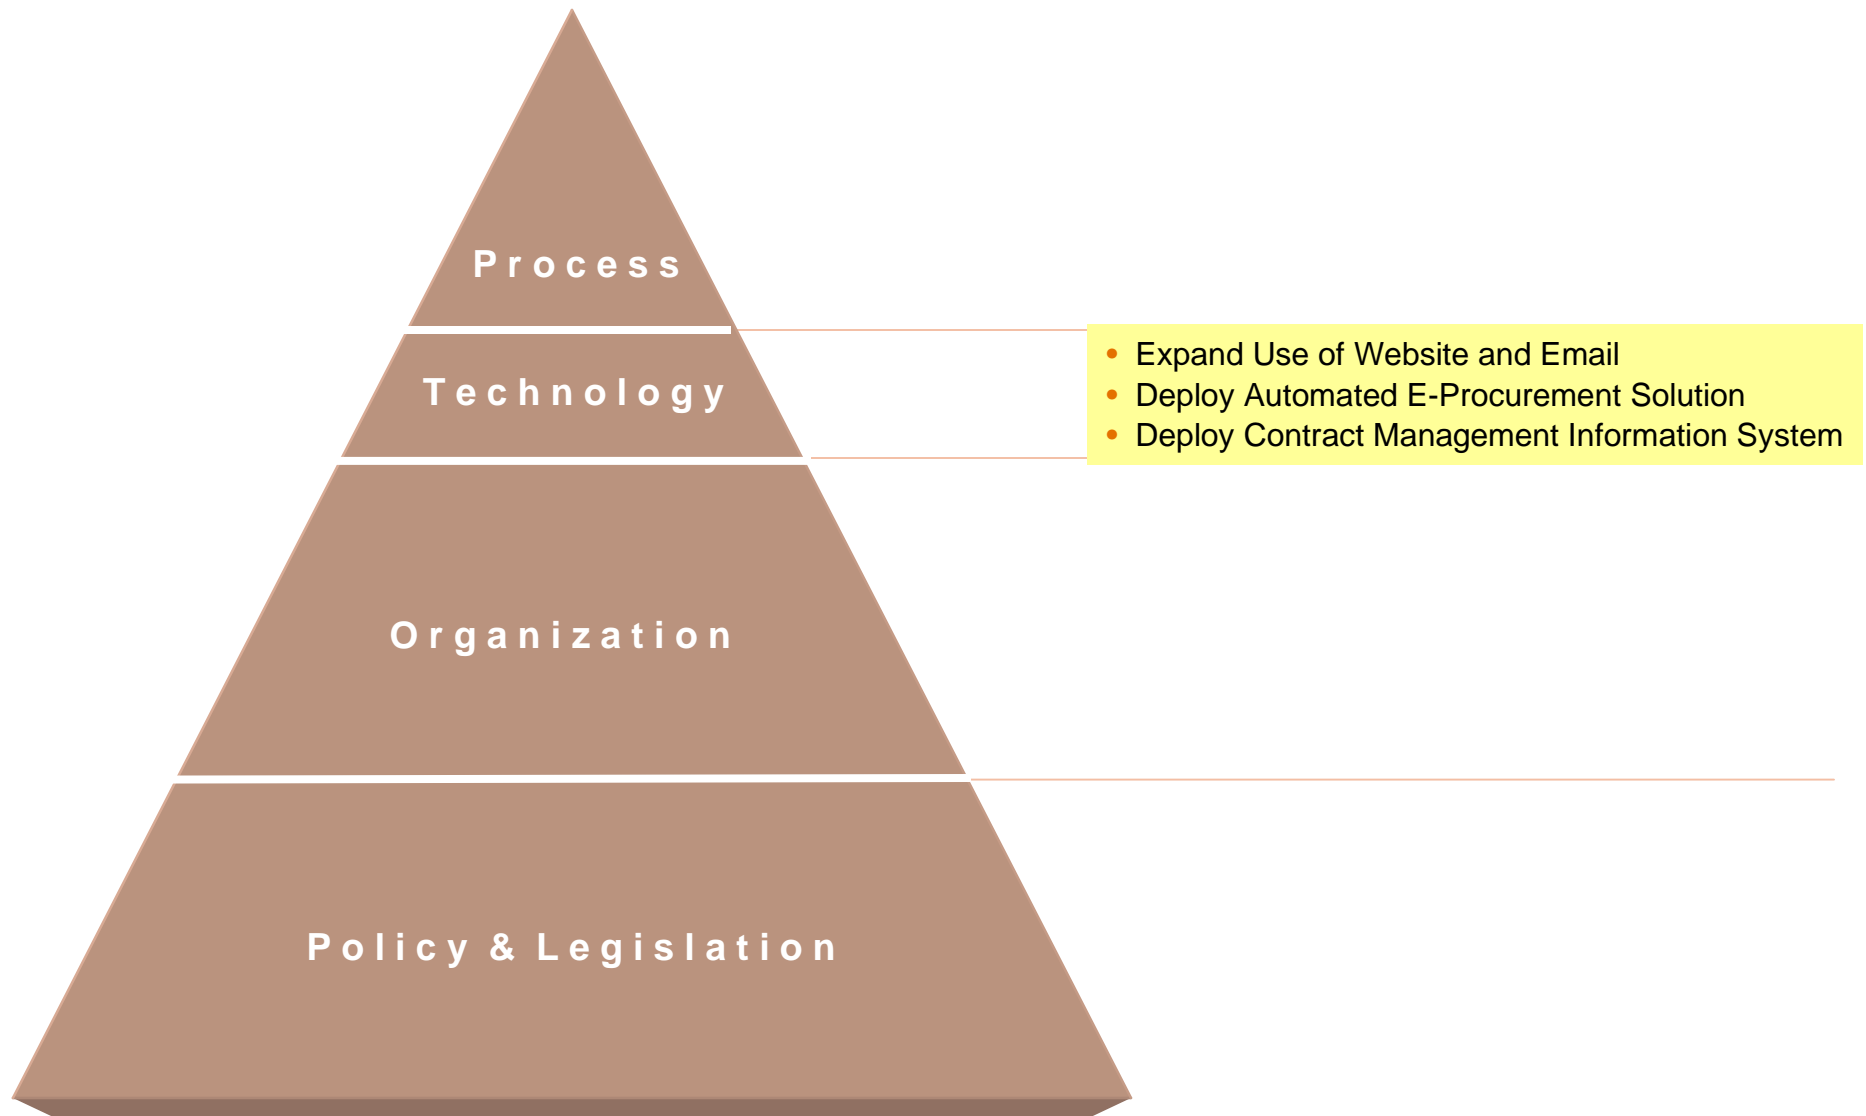 Process
Technology
• Expand Use of Website and Email
• Deploy Automated E-Procurement Solution
• Deploy Contract Management Information System
Organization
Policy & Legislation